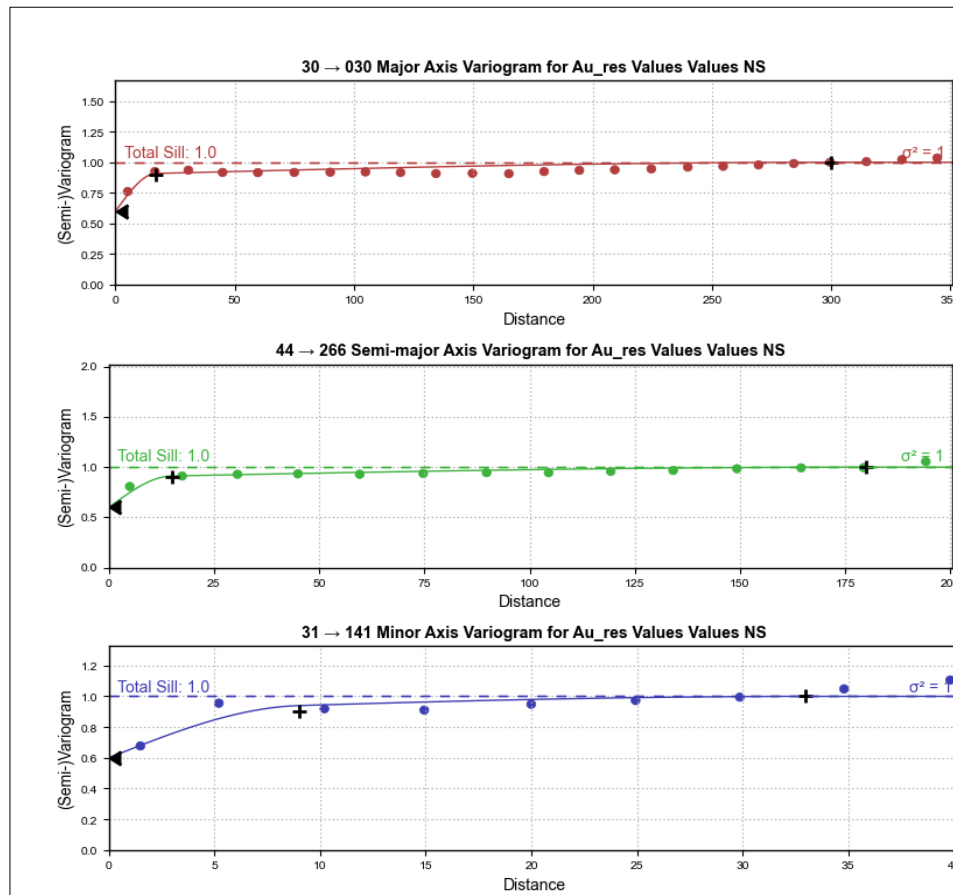 30 → 030 Major Axis Variogram for Au_res Values Values NS
1.50
1.25
Total Sill: 1.0
σ² = 1
1.00
0.75
0.50
0.25
0.00
(Semi-)Variogram
0 50 100 150 200 250 300 35
Distance
44 → 266 Semi-major Axis Variogram for Au_res Values Values NS
2.0
1.5
Total Sill: 1.0
σ² = 1
1.0
0.5
0.0
(Semi-)Variogram
0 25 50 75 100 125 150 175 20
Distance
31 → 141 Minor Axis Variogram for Au_res Values Values NS
1.2
Total Sill: 1.0
σ² = 1
1.0
0.8
0.6
0.4
0.2
0.0
(Semi-)Variogram
0 5 10 15 20 25 30 35 4
Distance